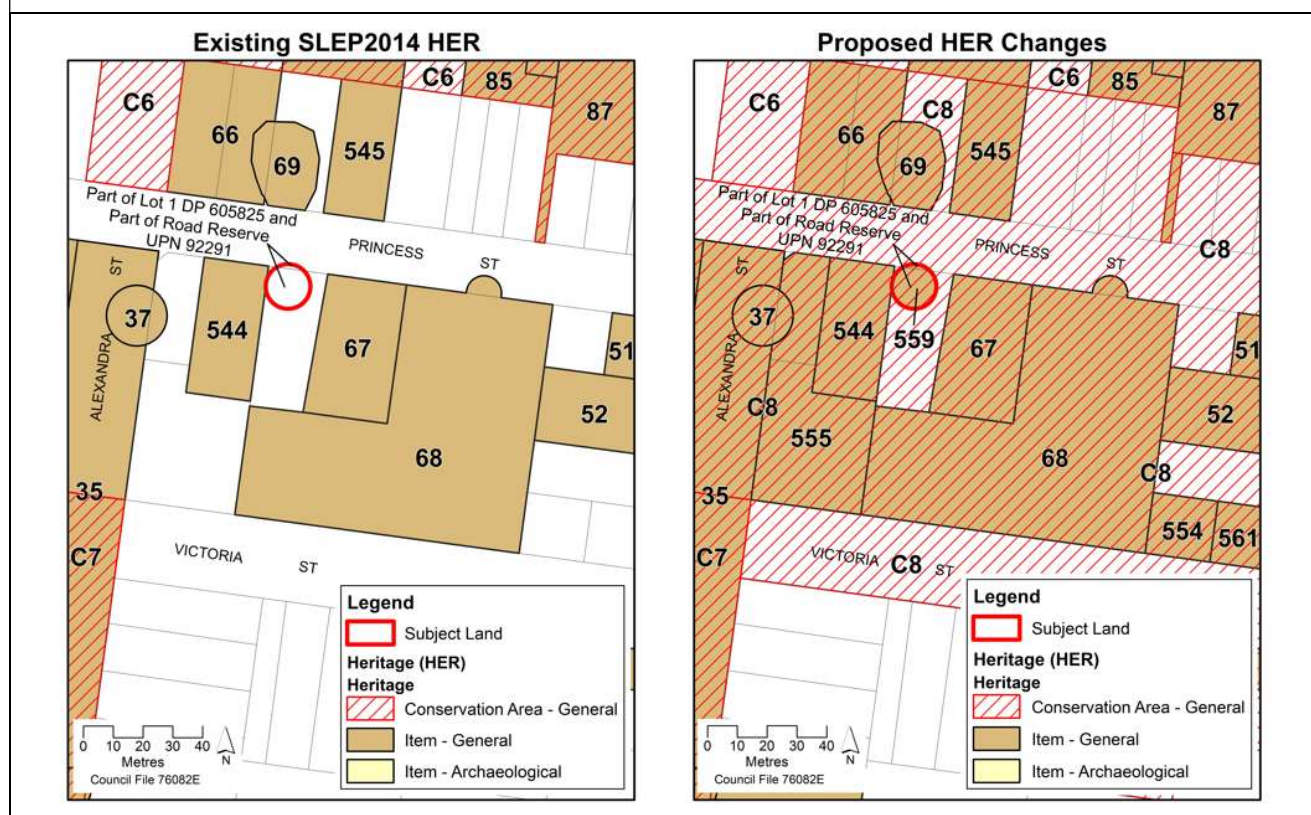 Existing SLEP2014 HER
C6
85
87
66
69
545
Part of Lot 1 DP 605825 and
Part of Road Reserve
UPN 92291
PRINCESS
ST
ST
37
544
67
51
ALEXANDRA
52
68
35
C7
VICTORIA
ST
C6
Legend
Subject Land
Heritage (HER)
Heritage
Conservation Area - General
Item - General
Item - Archaeological
0 10 20 30 40
Metres
N
Council File 76082E
Proposed HER Changes
C6
C6
85
C8
87
66
69
545
Part of Lot 1 DP 605825 and
Part of Road Reserve
UPN 92291
PRINCESS
C8
ST
ST
37
544
559
67
51
ALEXANDRA
C8
52
555
68
C8
35
554
561
C7
VICTORIA
C8
ST
Legend
Subject Land
Heritage (HER)
Heritage
Conservation Area - General
Item - General
Item - Archaeological
0 10 20 30 40
Metres
N
Council File 76082E